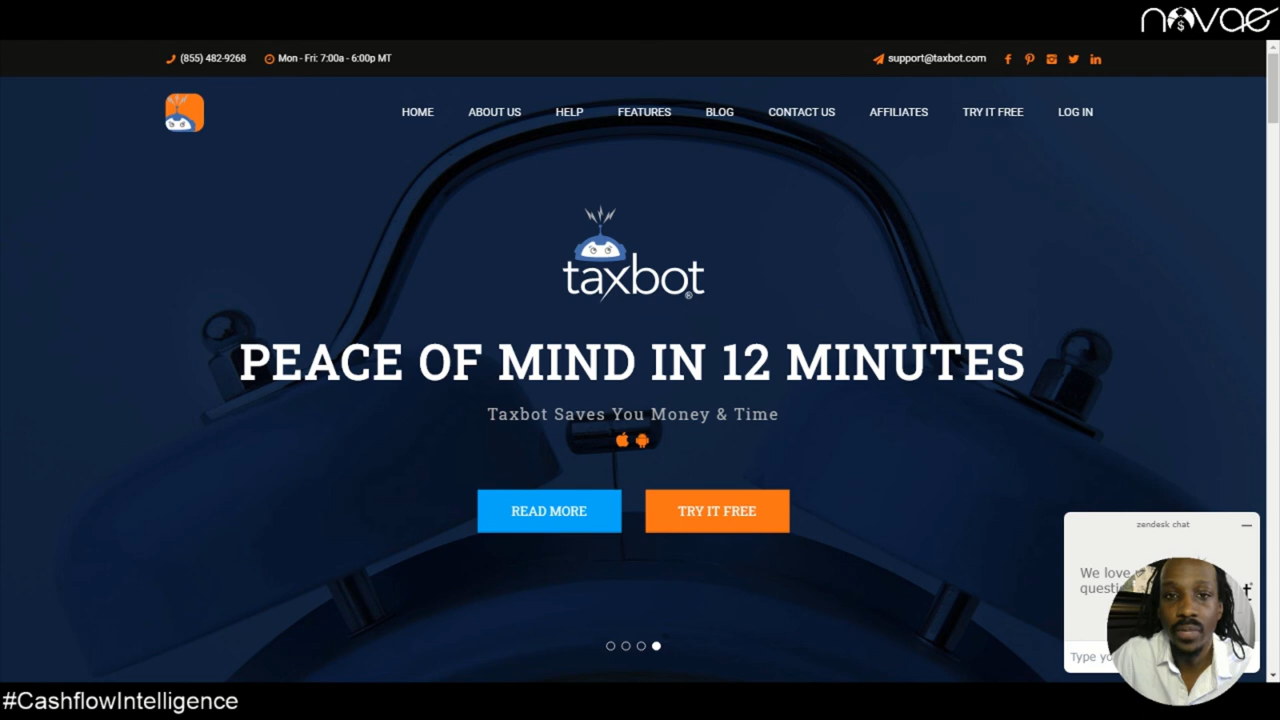 novae
$
(855) 482-9268 Mon - Fri: 7:00a - 6:00p MT support@taxbot.com
HOME ABOUT US HELP FEATURES BLOG CONTACT US AFFILIATES TRY IT FREE LOG IN
taxbot®
PEACE OF MIND IN 12 MINUTES
Taxbot Saves You Money & Time
READ MORE TRY IT FREE
zendesk chat
We love
Type
#CashflowIntelligence